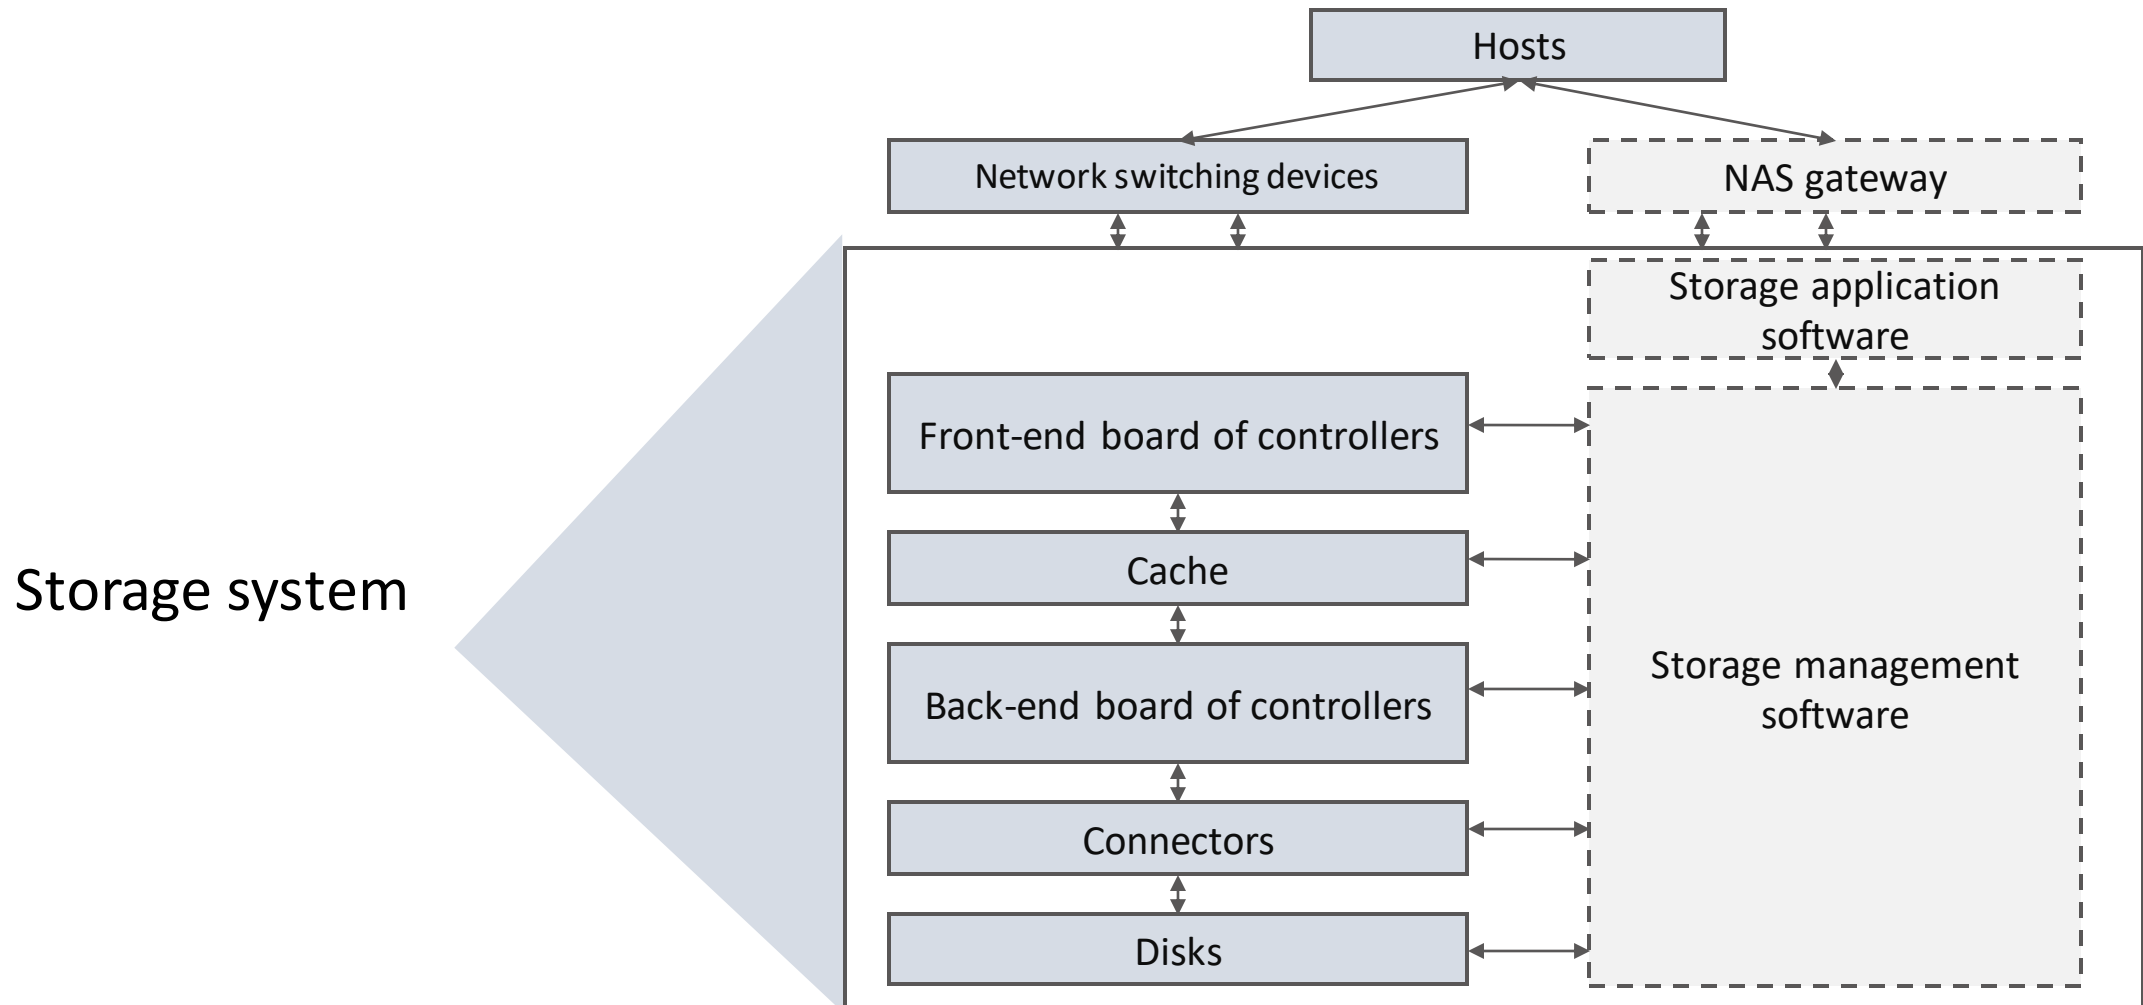 Hosts
Network switching devices
NAS gateway
Storage application
software
Front-end board of controllers
Cache
Storage system
Back-end board of controllers
Storage management
software
Connectors
Disks